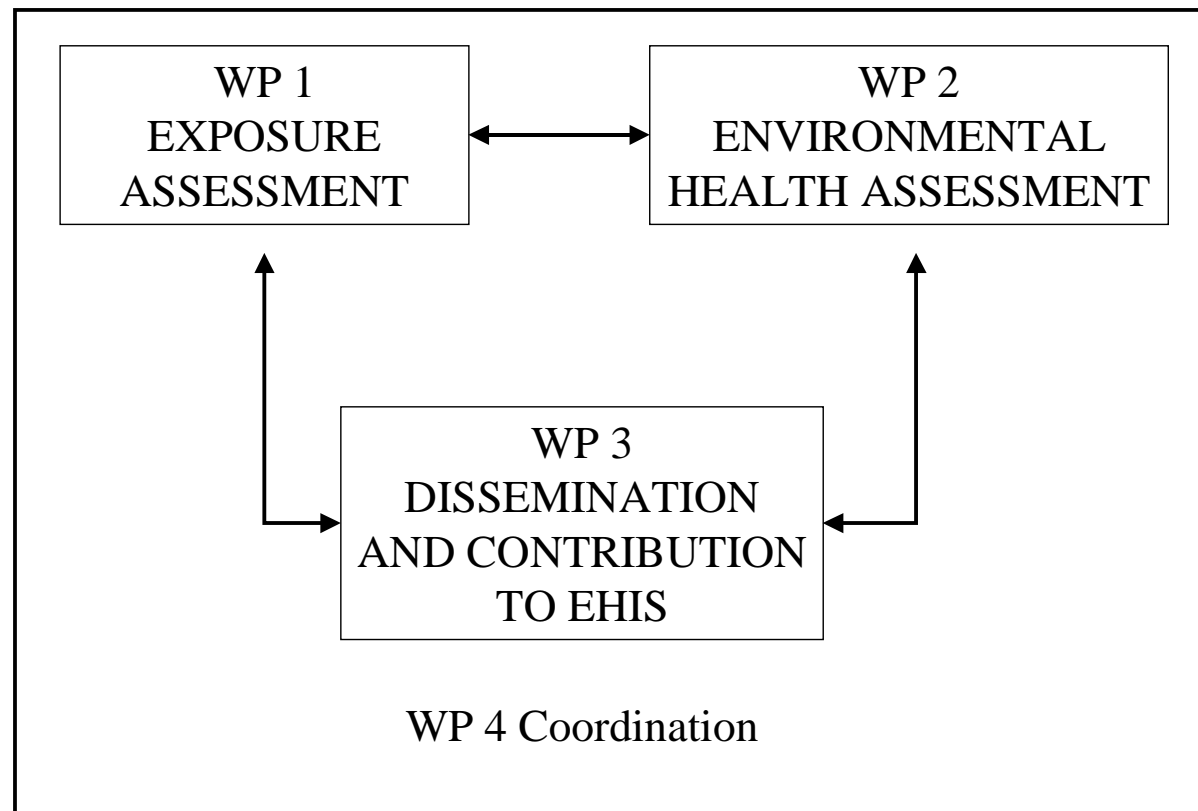 WP 1
EXPOSURE
ASSESSMENT
WP 2
ENVIRONMENTAL
HEALTH ASSESSMENT
WP 3
DISSEMINATION
AND CONTRIBUTION
TO EHIS
WP 4 Coordination